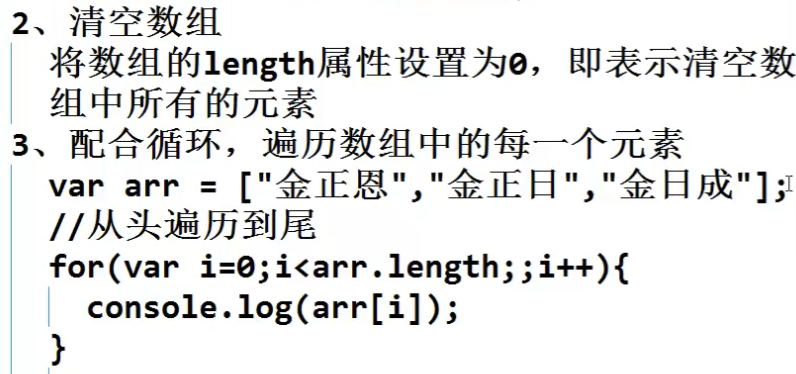 2、清空数组
将数组的length属性设置为0，即表示清空数
组中所有的元素
3、配合循环，遍历数组中的每一个元素
var arr = ["金正恩","金正日","金日成"];
//从头遍历到尾
for(var i=0;i<arr.length;;i++){
console.log(arr[i]);
}